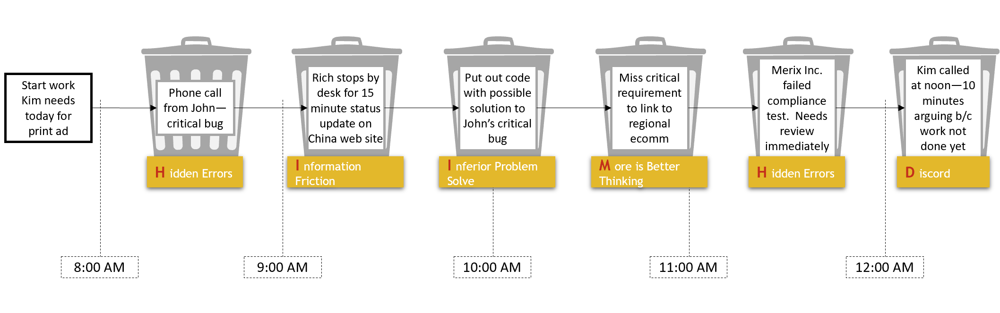 Start work
Kim needs
today for
print ad
Phone call
from John—
critical bug
Rich stops by
desk for 15
minute status
update on
China web site
Put out code
with possible
solution to
John's critical
bug
Miss critical
requirement
to link to
regional
ecomm
Merix Inc.
failed
compliance
test.  Needs
review
immediately
Kim called
at noon—10
minutes
arguing b/c
work not
done yet
H idden Errors
I nformation
Friction
I nferior Problem
Solve
M ore is Better
Thinking
H idden Errors
D iscord
8:00 AM
9:00 AM
10:00 AM
11:00 AM
12:00 AM